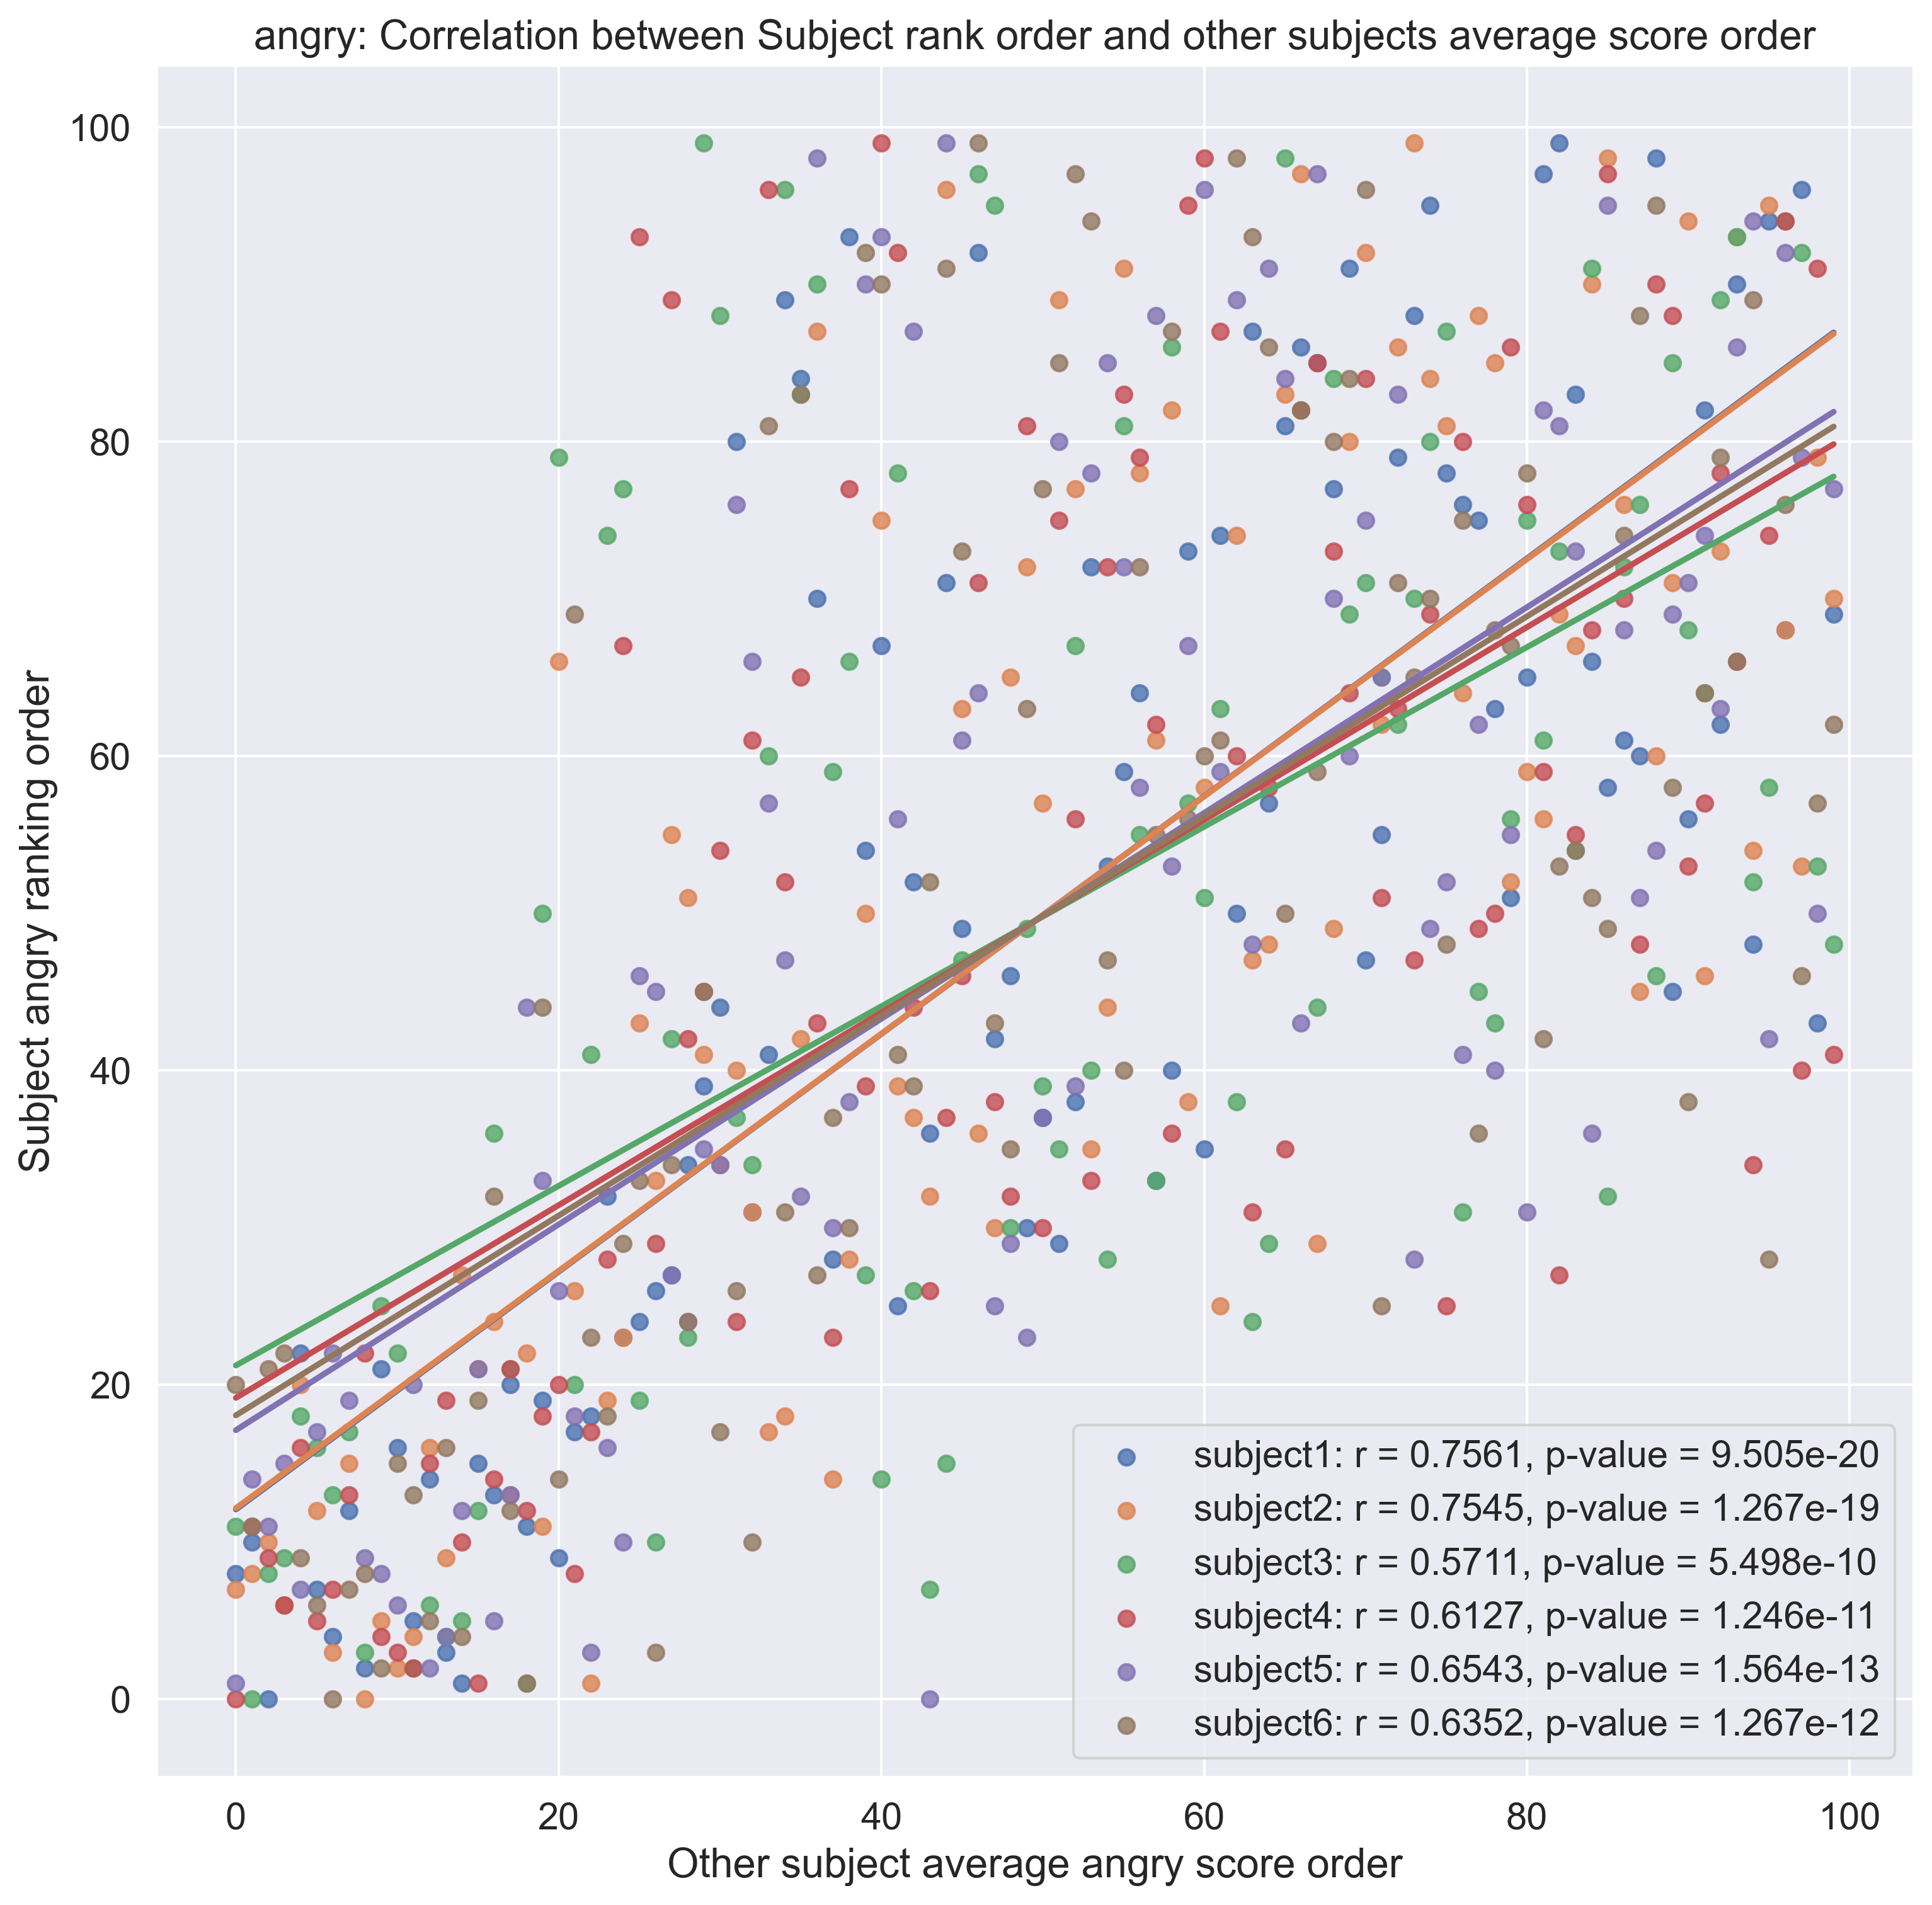 angry: Correlation between Subject rank order and other subjects average score order
Subject angry ranking order
100
80
60
40
20
0
0 20 40 60 80 100
Other subject average angry score order
subject1: r = 0.7561, p-value = 9.505e-20
subject2: r = 0.7545, p-value = 1.267e-19
subject3: r = 0.5711, p-value = 5.498e-10
subject4: r = 0.6127, p-value = 1.246e-11
subject5: r = 0.6543, p-value = 1.564e-13
subject6: r = 0.6352, p-value = 1.267e-12